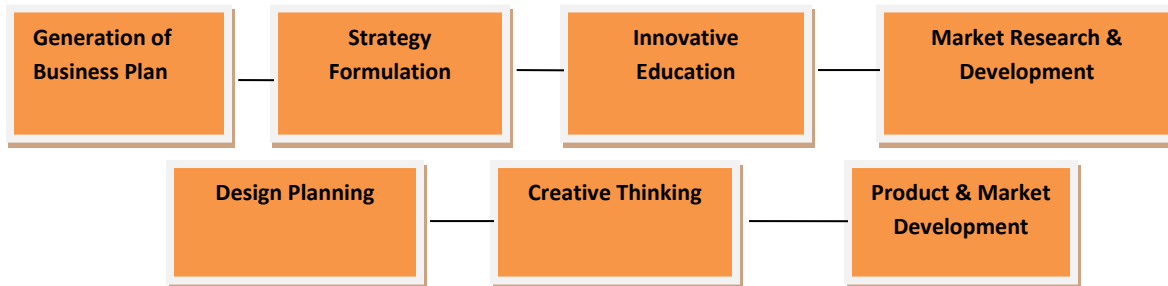 Generation of
Business Plan
Strategy
Formulation
Innovative
Education
Market Research &
Development
Design Planning
Creative Thinking
Product & Market
Development